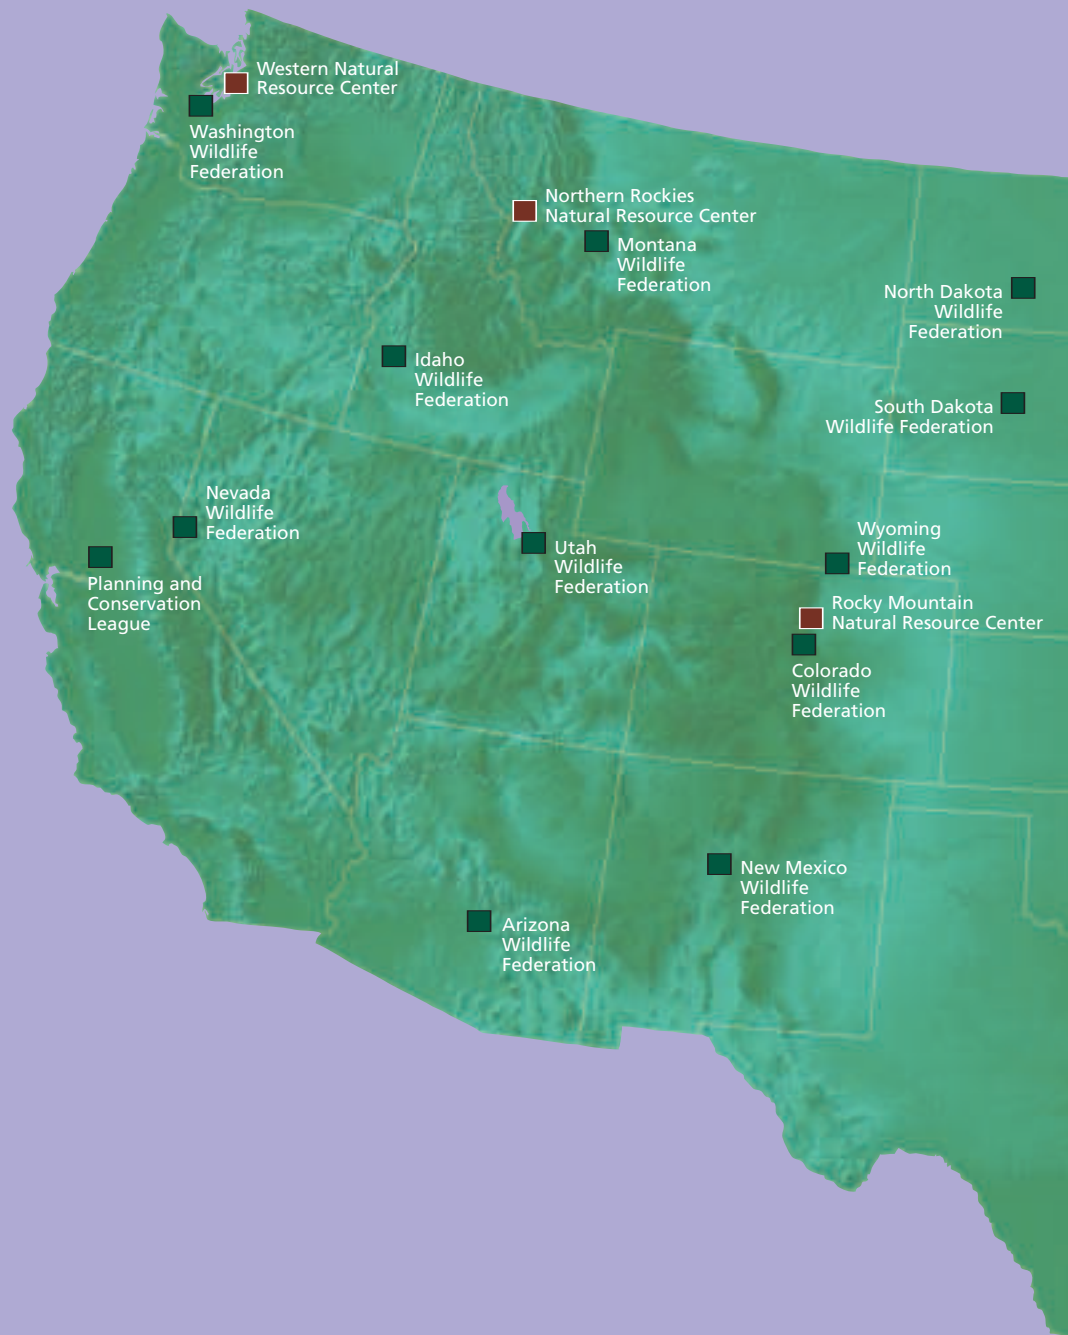 Western Natural
Resource Center
Washington
Wildlife
Federation
Northern Rockies
Natural Resource Center
Montana
Wildlife
Federation
North Dakota
Wildlife
Federation
Idaho
Wildlife
Federation
South Dakota
Wildlife Federation
Nevada
Wildlife
Federation
Planning and
Conservation
League
Utah
Wildlife
Federation
Wyoming
Wildlife
Federation
Rocky Mountain
Natural Resource Center
Colorado
Wildlife
Federation
New Mexico
Wildlife
Federation
Arizona
Wildlife
Federation